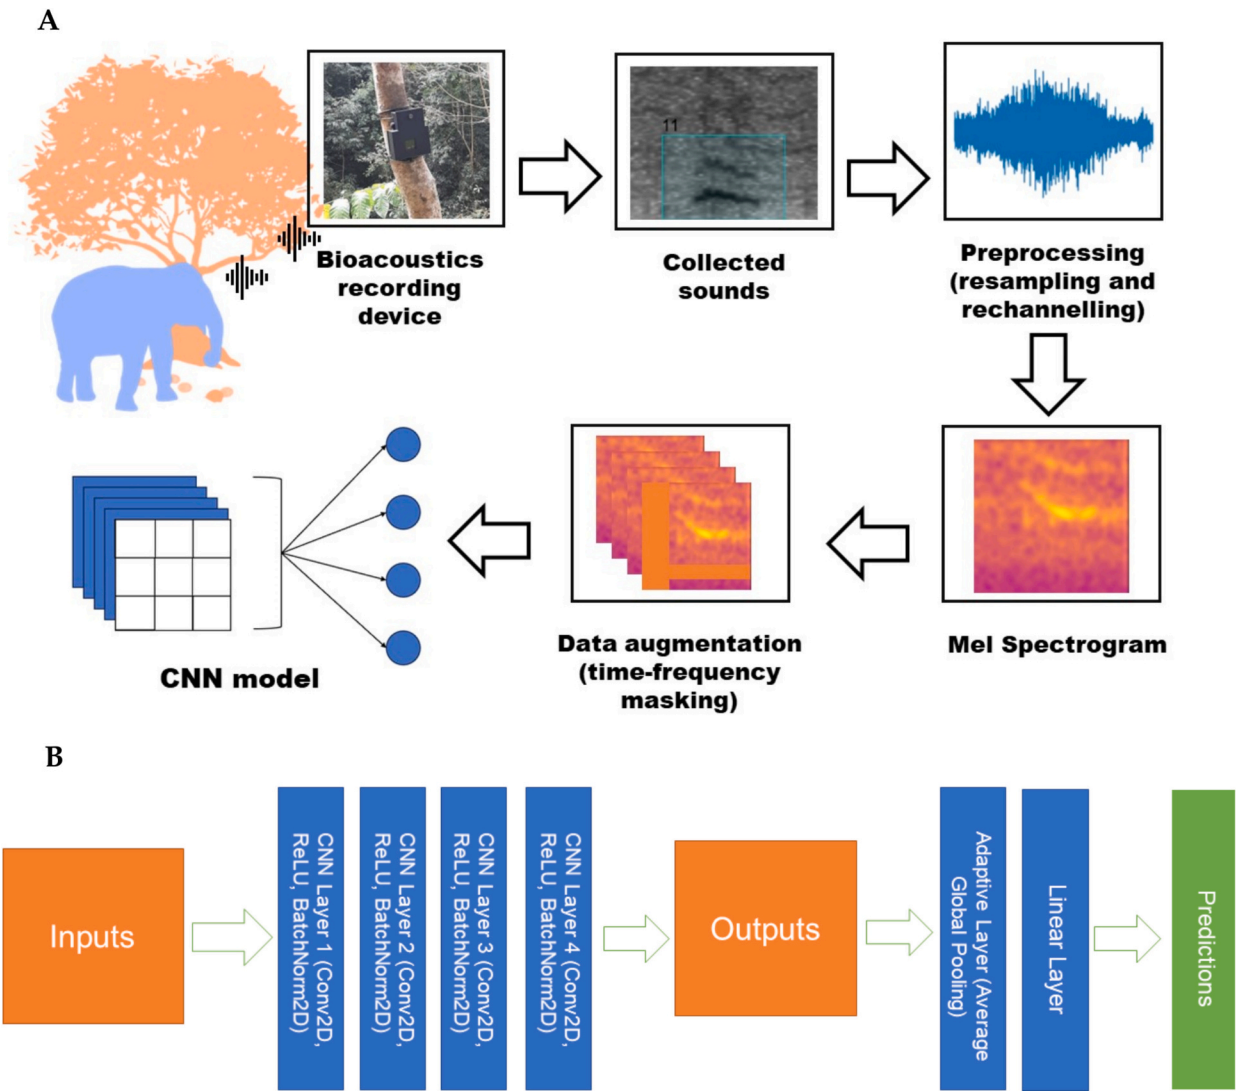 A
11
Bioacoustics
recording
device
Collected
sounds
Preprocessing
(resampling and
rechannelling)
CNN model
Data augmentation
(time-frequency
masking)
Mel Spectrogram
B
Inputs
CNN Layer 1 (Conv2D,
ReLU, BatchNorm2D)
CNN Layer 2 (Conv2D,
ReLU, BatchNorm2D)
CNN Layer 3 (Conv2D,
ReLU, BatchNorm2D)
CNN Layer 4 (Conv2D,
ReLU, BatchNorm2D)
Outputs
Adaptive Layer (Average
Global Pooling)
Linear Layer
Predictions